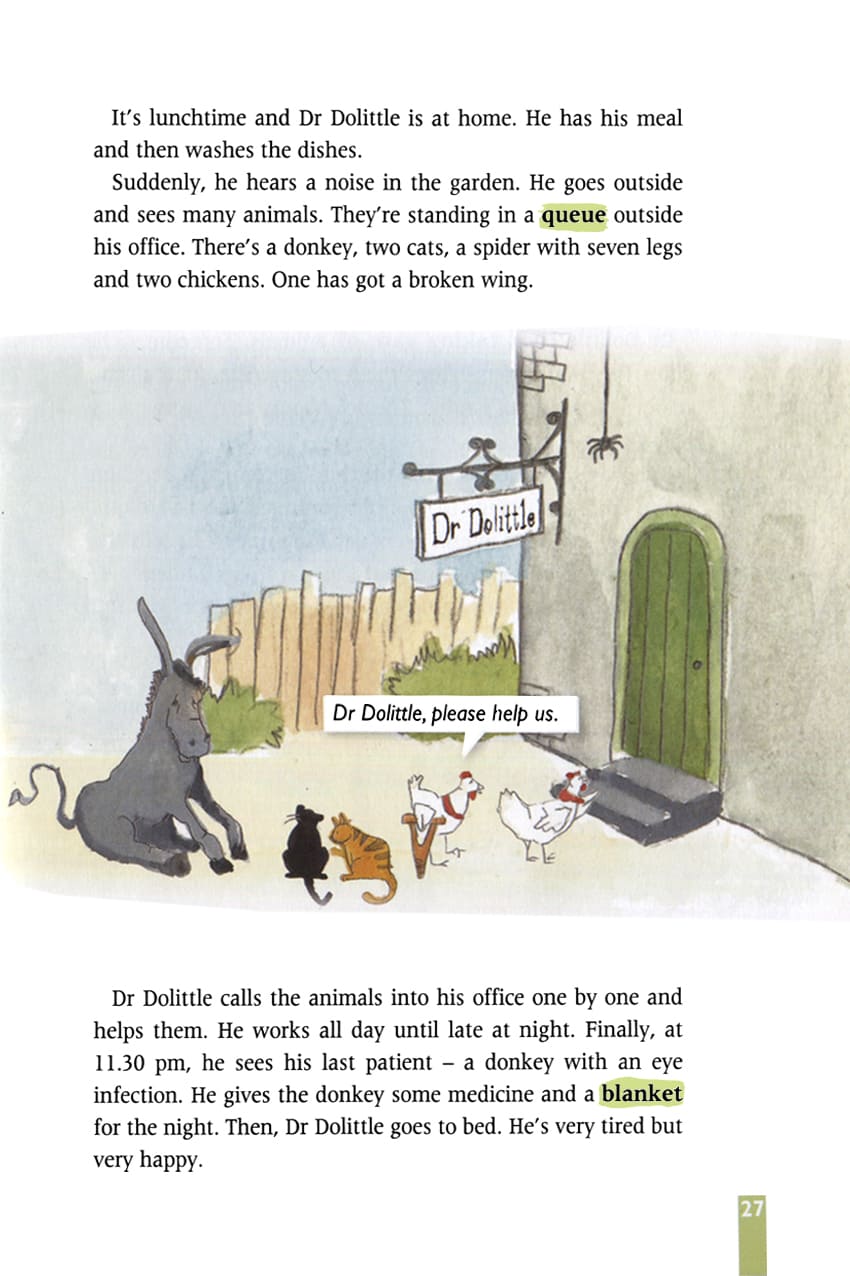 It's lunchtime and Dr Dolittle is at home. He has his meal
and then washes the dishes.
Suddenly, he hears a noise in the garden. He goes outside
and sees many animals. They're standing in a queue outside
his office. There's a donkey, two cats, a spider with seven legs
and two chickens. One has got a broken wing.
Dr Dolittle
Dr Dolittle, please help us.
Dr Dolittle calls the animals into his office one by one and
helps them. He works all day until late at night. Finally, at
11.30 pm, he sees his last patient – a donkey with an eye
infection. He gives the donkey some medicine and a blanket
for the night. Then, Dr Dolittle goes to bed. He's very tired but
very happy.
27